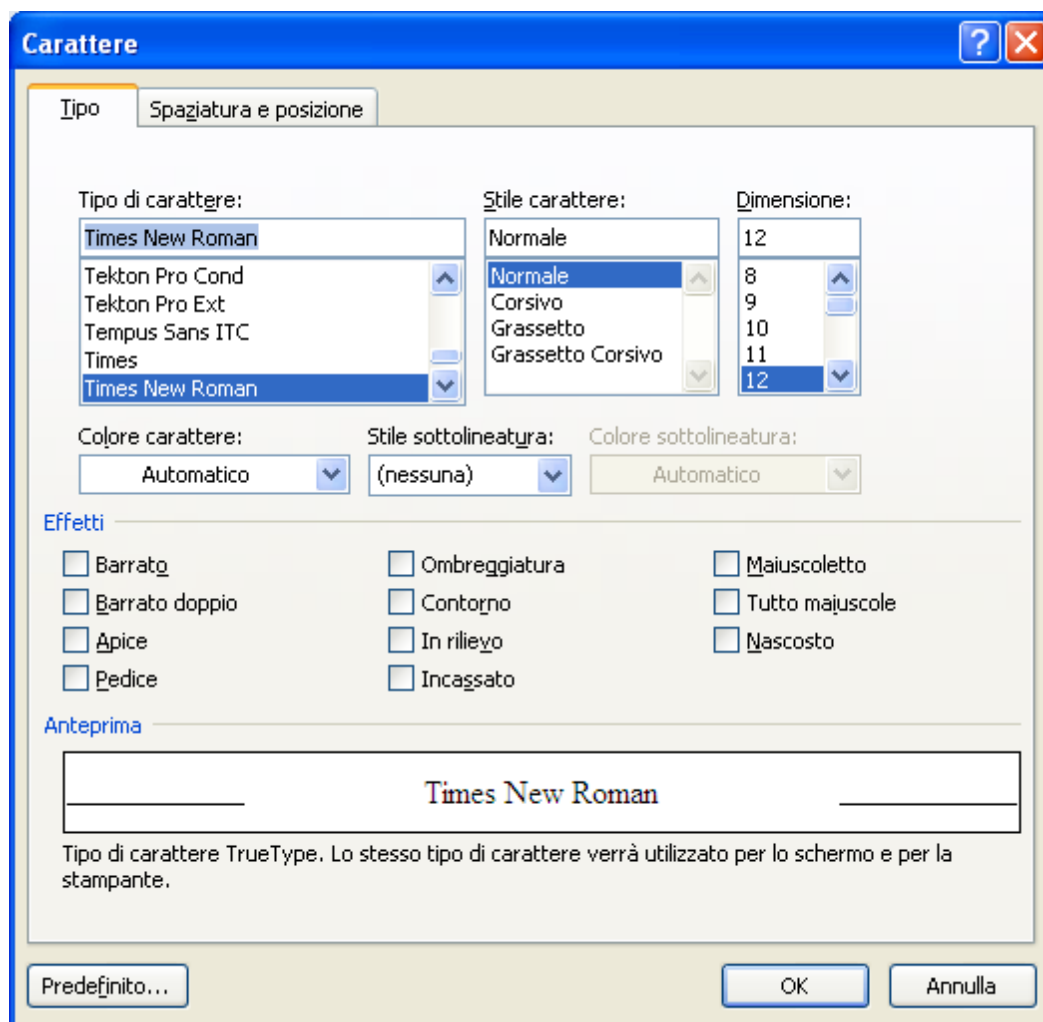 Carattere
Tipo Spaziatura e posizione
Tipo di carattere: Stile carattere: Dimensione:
Times New Roman Normale 12
Tekton Pro Cond Normale 8
Tekton Pro Ext Corsivo 9
Tempus Sans ITC Grassetto 10
Times Grassetto Corsivo 11
Times New Roman 12
Colore carattere: Stile sottolineatura: Colore sottolineatura:
Automatico (nessuna) Automatico
Effetti
Barrato Ombreggiatura Maiuscoletto
Barrato doppio Contorno Tutto maiuscole
Apice In rilievo Nascosto
Pedice Incassato
Anteprima
Times New Roman
Tipo di carattere TrueType. Lo stesso tipo di carattere verrà utilizzato per lo schermo e per la
stampante.
Predefinito... OK Annulla